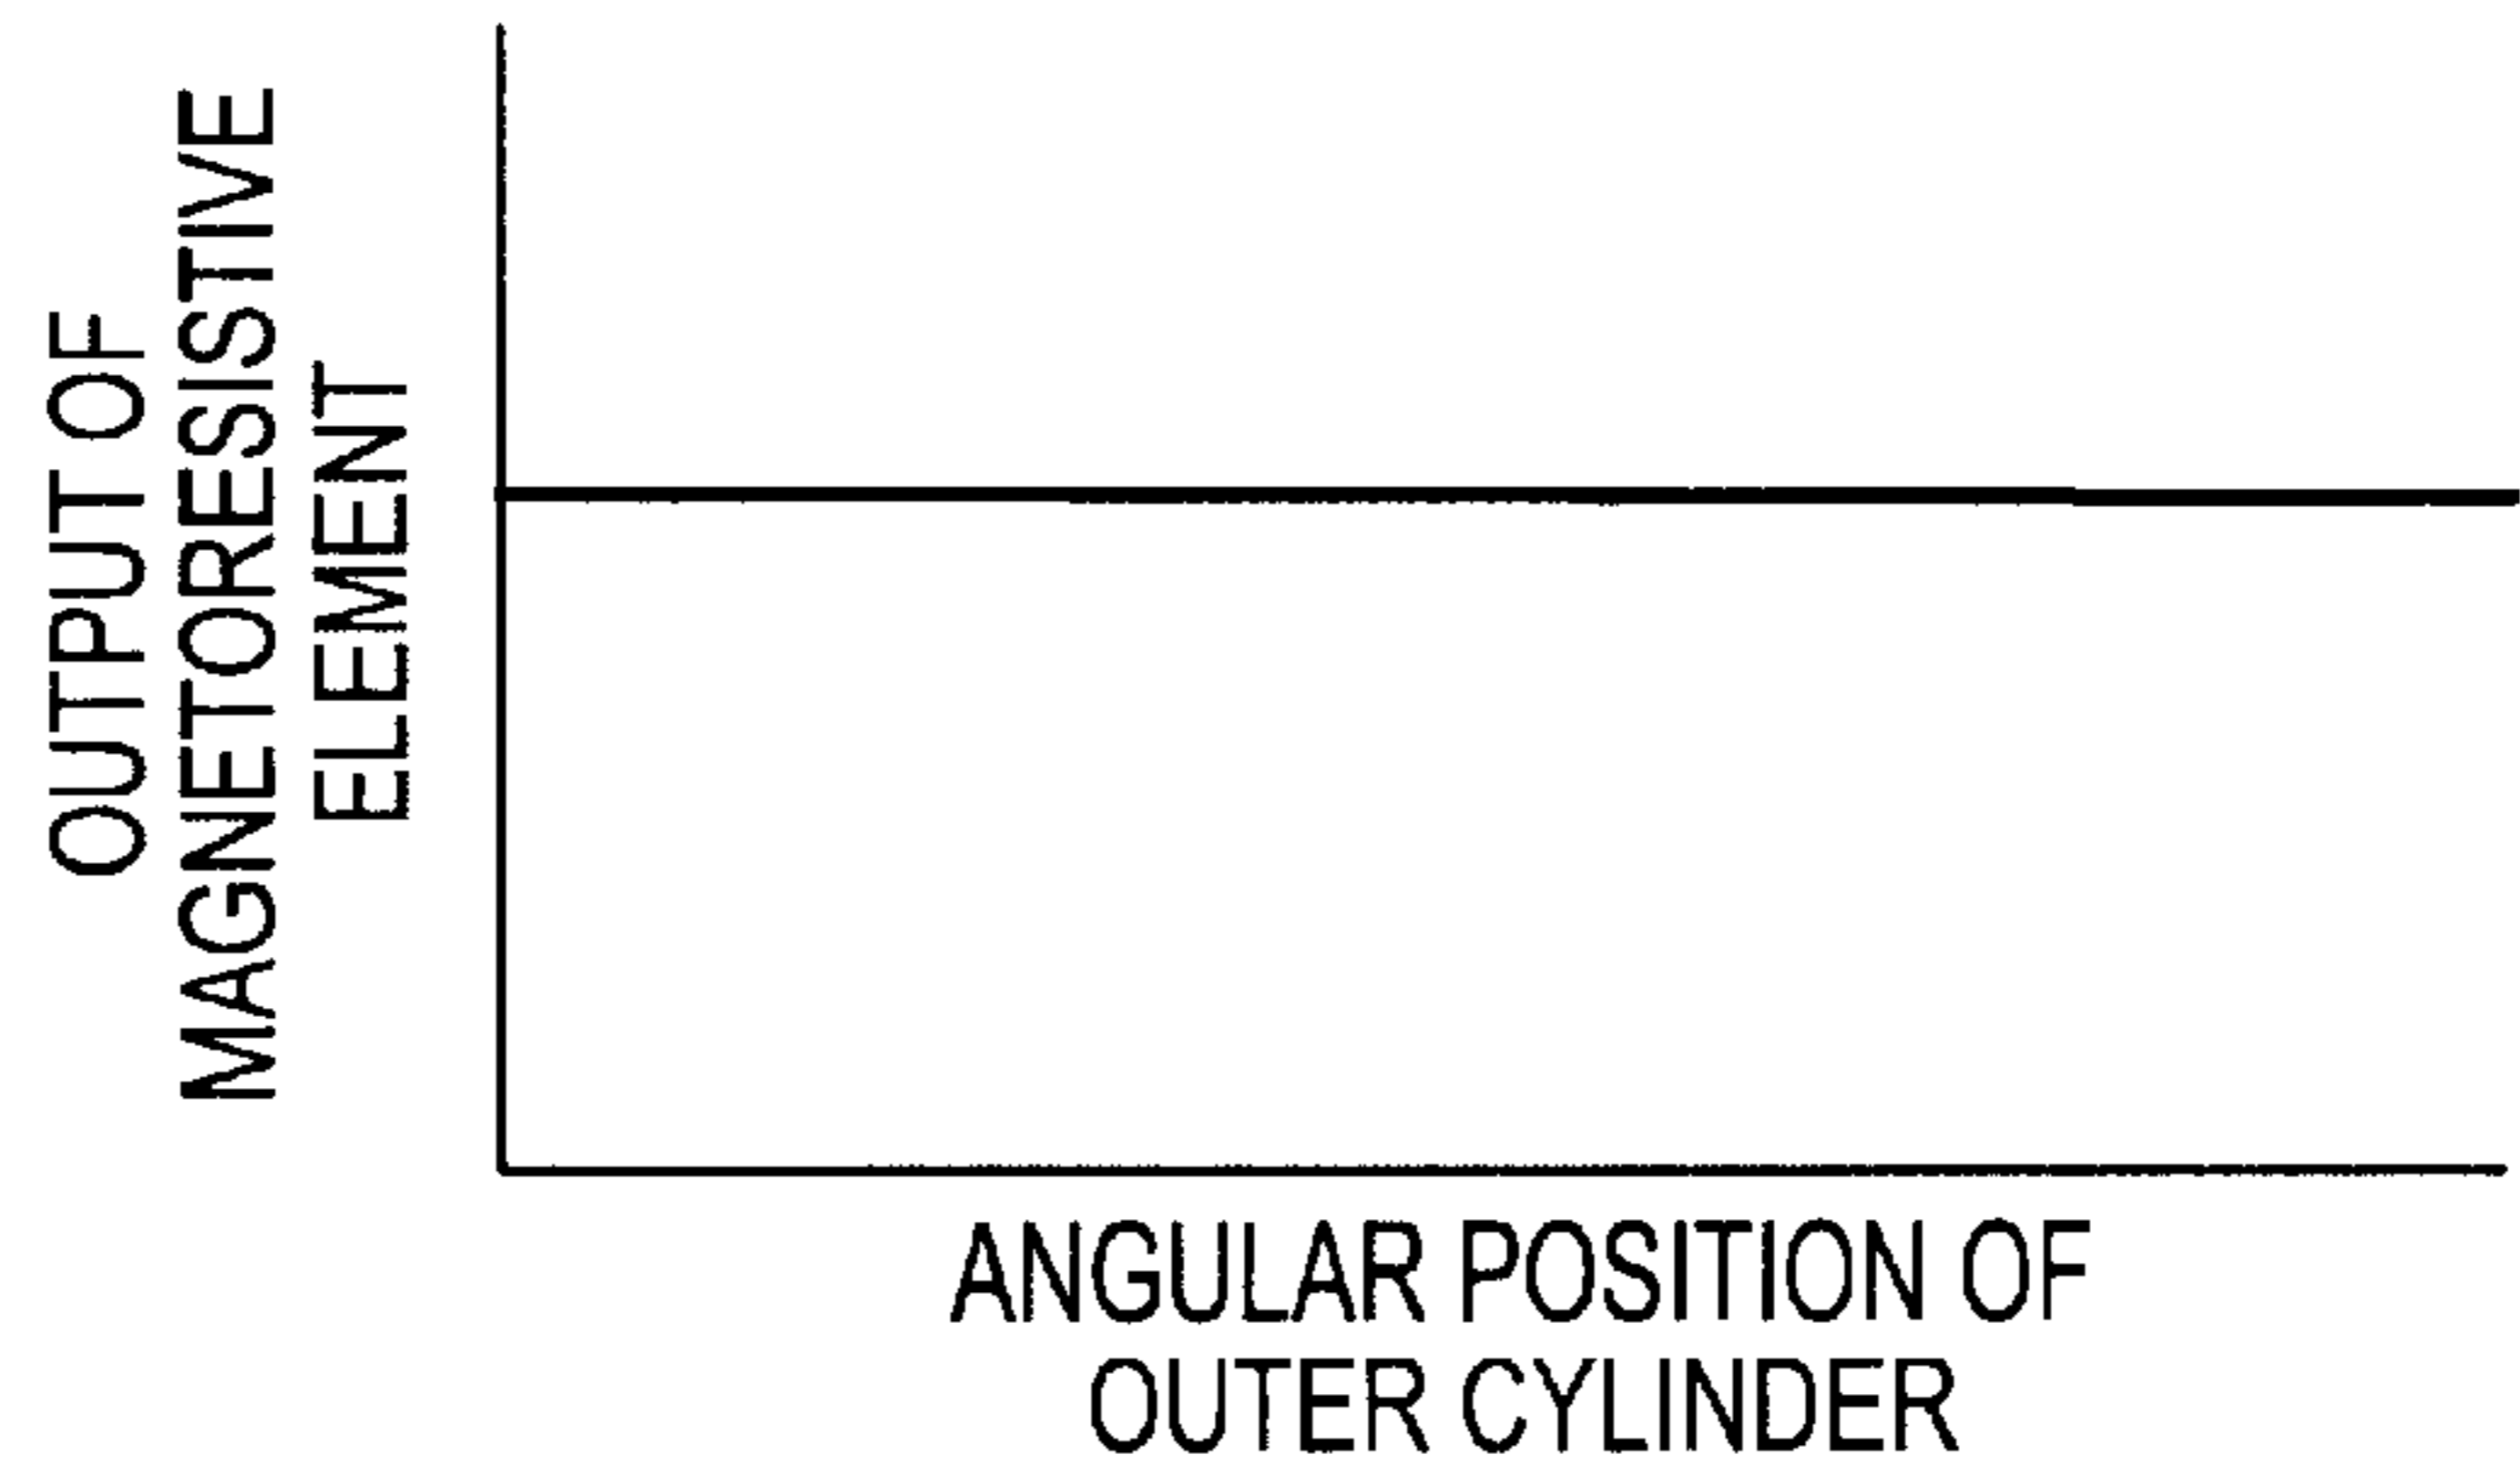 OUTPUT OF
MAGNETORESISTIVE
ELEMENT
ANGULAR POSITION OF
OUTER CYLINDER